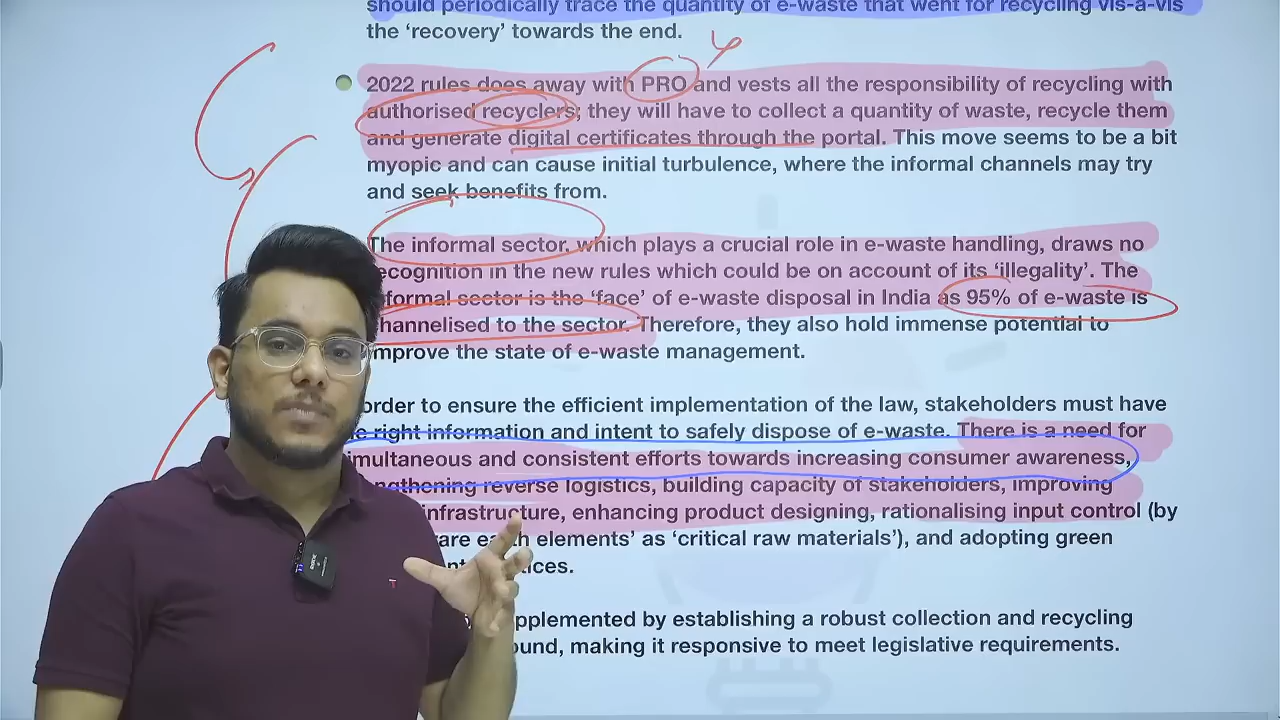 should periodically trace the quantity of e-waste that went for recycling vis-a-vis
the ‘recovery’ towards the end.
2022 rules does away with PRO and vests all the responsibility of recycling with
authorised recyclers; they will have to collect a quantity of waste, recycle them
and generate digital certificates through the portal. This move seems to be a bit
myopic and can cause initial turbulence, where the informal channels may try
and seek benefits from.
The informal sector, which plays a crucial role in e-waste handling, draws no
ecognition in the new rules which could be on account of its ‘illegality’. The
formal sector is the ‘face’ of e-waste disposal in India as 95% of e-waste is
hannelised to the sector. Therefore, they also hold immense potential to
mprove the state of e-waste management.
order to ensure the efficient implementation of the law, stakeholders must have
e right information and intent to safely dispose of e-waste. There is a need for
imultaneous and consistent efforts towards increasing consumer awareness,
ngthening reverse logistics, building capacity of stakeholders, improving
infrastructure, enhancing product designing, rationalising input control (by
rare earth elements’ as ‘critical raw materials’), and adopting green
tices.
pplemented by establishing a robust collection and recycling
ound, making it responsive to meet legislative requirements.